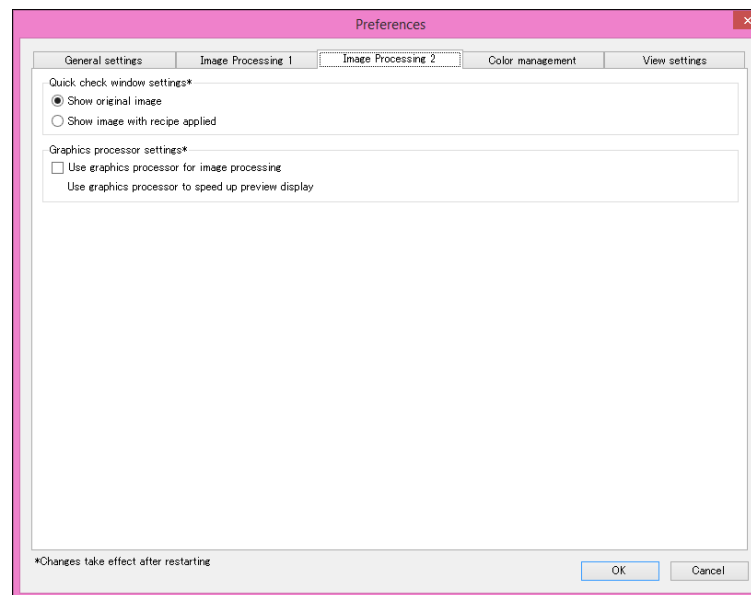 Preferences
General settings
Image Processing 1
Image Processing 2
Color management
View settings
Quick check window settings*
Show original image
Show image with recipe applied
Graphics processor settings*
Use graphics processor for image processing
Use graphics processor to speed up preview display
*Changes take effect after restarting
OK
Cancel